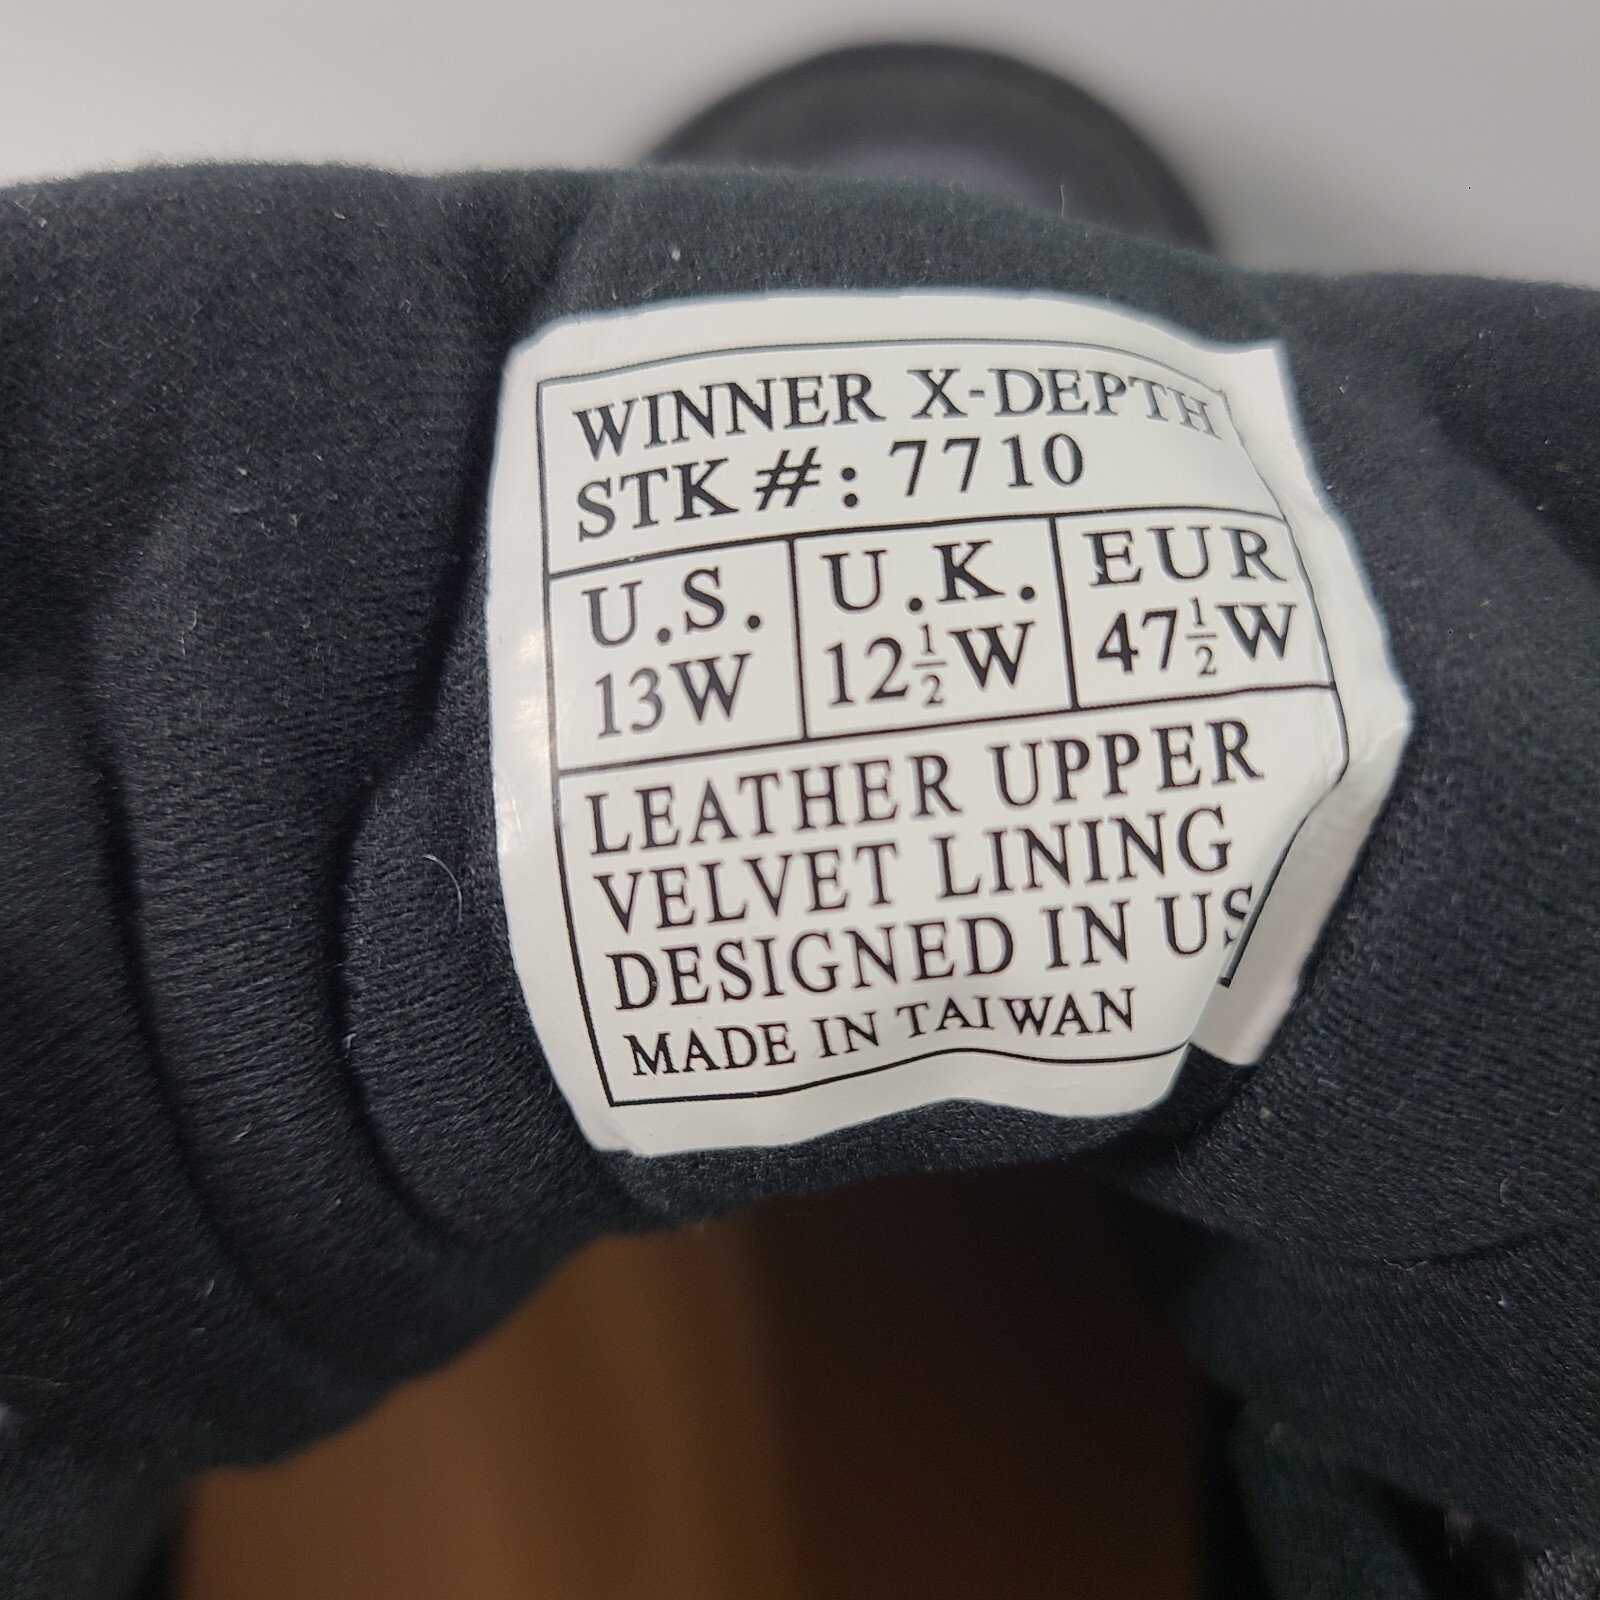 WINNER X-DEPTH
STK #: 7710
U.S. U.K. EUR
13W 12½W 47½W
LEATHER UPPER
VELVET LINING
DESIGNED IN US
MADE IN TAIWAN